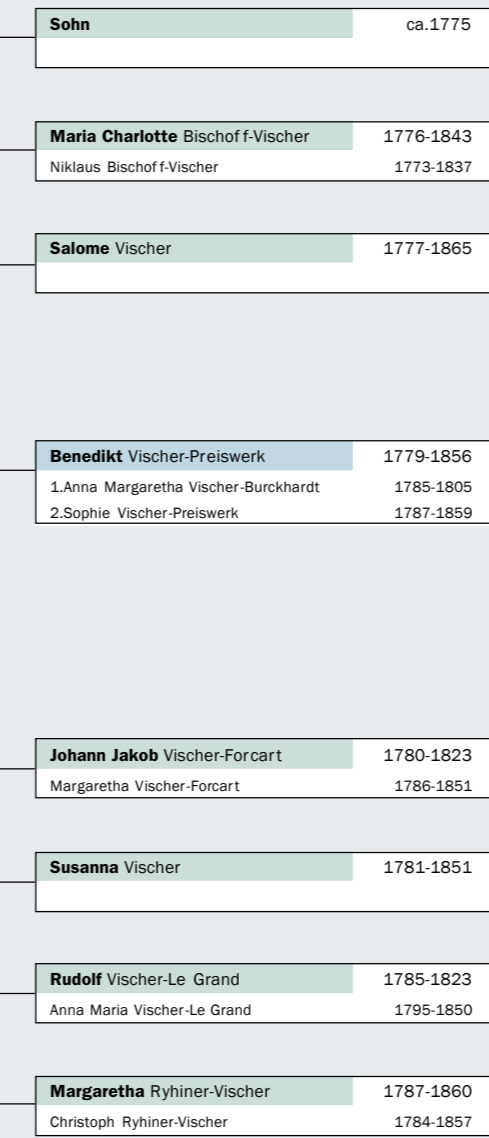 Sohn ca.1775
Maria Charlotte Bischoff-Vischer 1776-1843
Niklaus Bischoff-Vischer 1773-1837
Salome Vischer 1777-1865
Benedikt Vischer-Preiswerk 1779-1856
1.Anna Margaretha Vischer-Burckhardt 1785-1805
2.Sophie Vischer-Preiswerk 1787-1859
Johann Jakob Vischer-Forcart 1780-1823
Margaretha Vischer-Forcart 1786-1851
Susanna Vischer 1781-1851
Rudolf Vischer-Le Grand 1785-1823
Anna Maria Vischer-Le Grand 1795-1850
Margaretha Ryhiner-Vischer 1787-1860
Christoph Ryhiner-Vischer 1784-1857